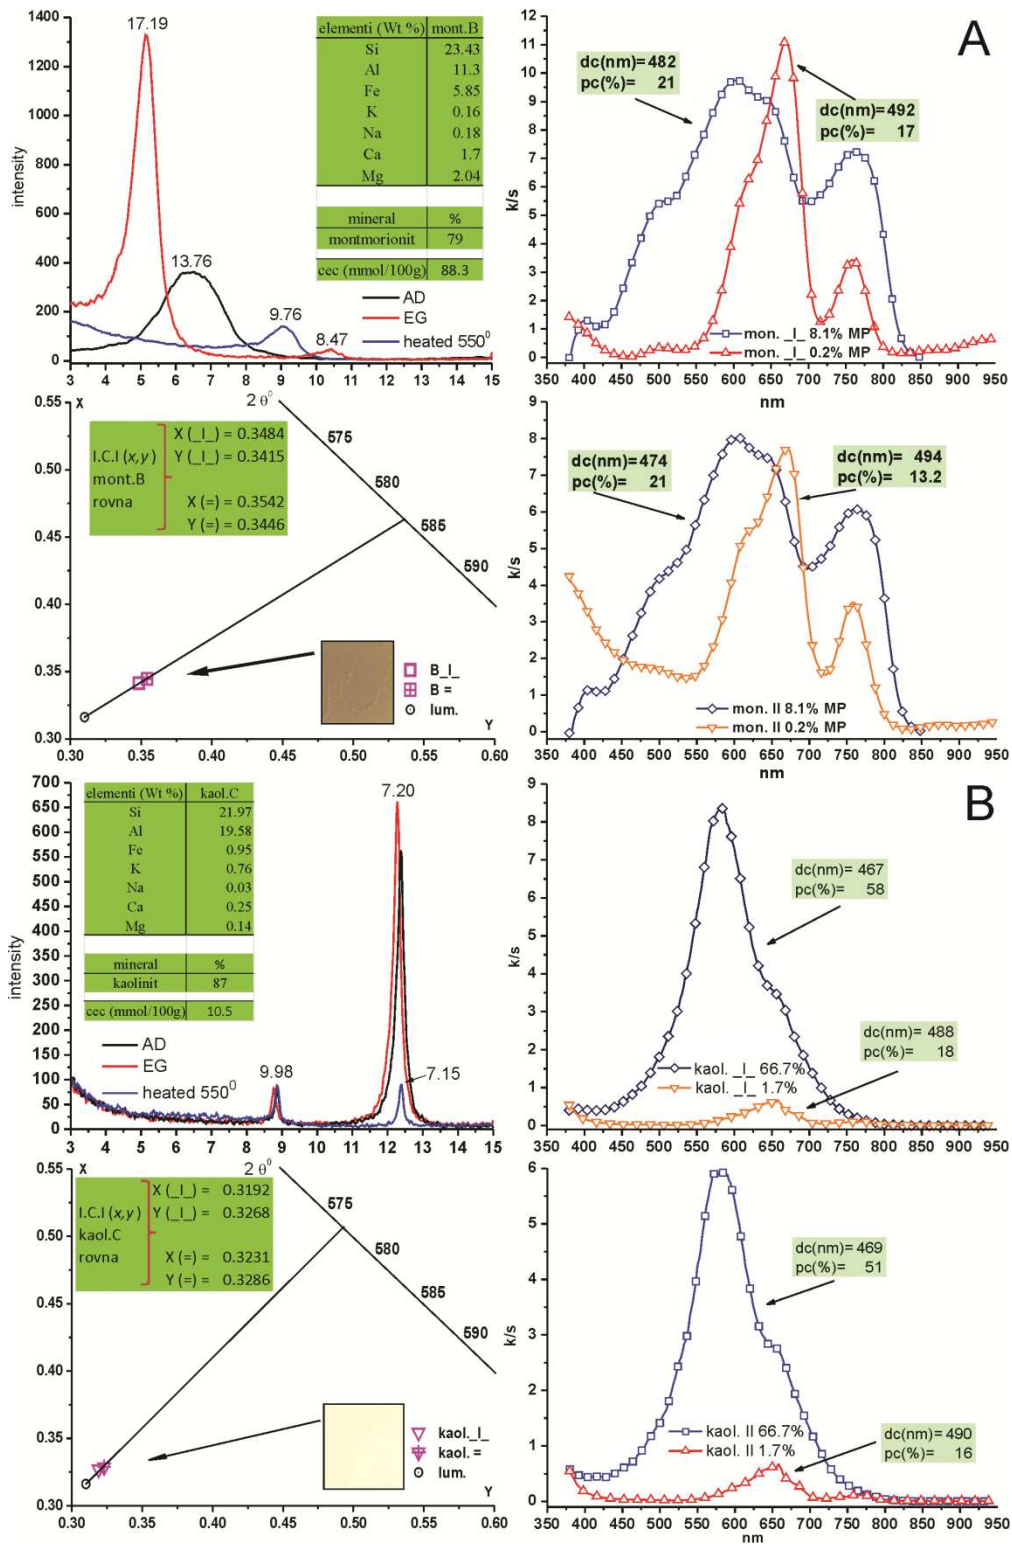 A
1400
1200
1000
800
600
400
200
0
intensity
17.19
13.76
9.76
8.47
elementi (Wt %) mont.B
Si 23.43
Al 11.3
Fe 5.85
K 0.16
Na 0.18
Ca 1.7
Mg 2.04
mineral %
montmorionit 79
cec (mmol/100g) 88.3
AD
EG
heated 550⁰
3 4 5 6 7 8 9 10 11 12 13 14 15
2 θ⁰
12
11
10
9
8
7
6
5
4
3
2
1
0
k/s
dc(nm)= 482
pc(%)= 21
dc(nm)= 492
pc(%)= 17
mon. _I_ 8.1% MP
mon. _I_ 0.2% MP
350 400 450 500 550 600 650 700 750 800 850 900 950
nm
0.55
0.50
0.45
0.40
0.35
0.30
X
I.C.I (x,y)
mont.B
rovna
X (_I_) = 0.3484
Y (_I_) = 0.3415
X (=) = 0.3542
Y (=) = 0.3446
575
580
585
590
B_I_
B =
lum.
Y
0.30 0.35 0.40 0.45 0.50 0.55 0.60
9
8
7
6
5
4
3
2
1
0
k/s
dc(nm)= 474
pc(%)= 21
dc(nm)= 494
pc(%)= 13.2
mon. II 8.1% MP
mon. II 0.2% MP
350 400 450 500 550 600 650 700 750 800 850 900 950
nm
B
700
650
600
550
500
450
400
350
300
250
200
150
100
50
0
intensity
elementi (Wt %) kaol.C
Si 21.97
Al 19.58
Fe 0.95
K 0.76
Na 0.03
Ca 0.25
Mg 0.14
mineral %
kaolinit 87
cec (mmol/100g) 10.5
7.20
9.98
7.15
AD
EG
heated 550⁰
3 4 5 6 7 8 9 10 11 12 13 14 15
2 θ⁰
9
8
7
6
5
4
3
2
1
0
k/s
dc(nm)= 467
pc(%)= 58
dc(nm)= 488
pc(%)= 18
kaol. _I_ 66.7%
kaol. _I_ 1.7%
350 400 450 500 550 600 650 700 750 800 850 900 950
0.55
0.50
0.45
0.40
0.35
0.30
X
I.C.I (x,y)
kaol.C
rovna
X (_I_) = 0.3192
Y (_I_) = 0.3268
X (=) = 0.3231
Y (=) = 0.3286
575
580
585
590
kaol._I_
kaol. =
lum.
Y
0.30 0.35 0.40 0.45 0.50 0.55 0.60
6
5
4
3
2
1
0
k/s
dc(nm)= 469
pc(%)= 51
dc(nm)= 490
pc(%)= 16
kaol. II 66.7%
kaol. II 1.7%
350 400 450 500 550 600 650 700 750 800 850 900 950
nm